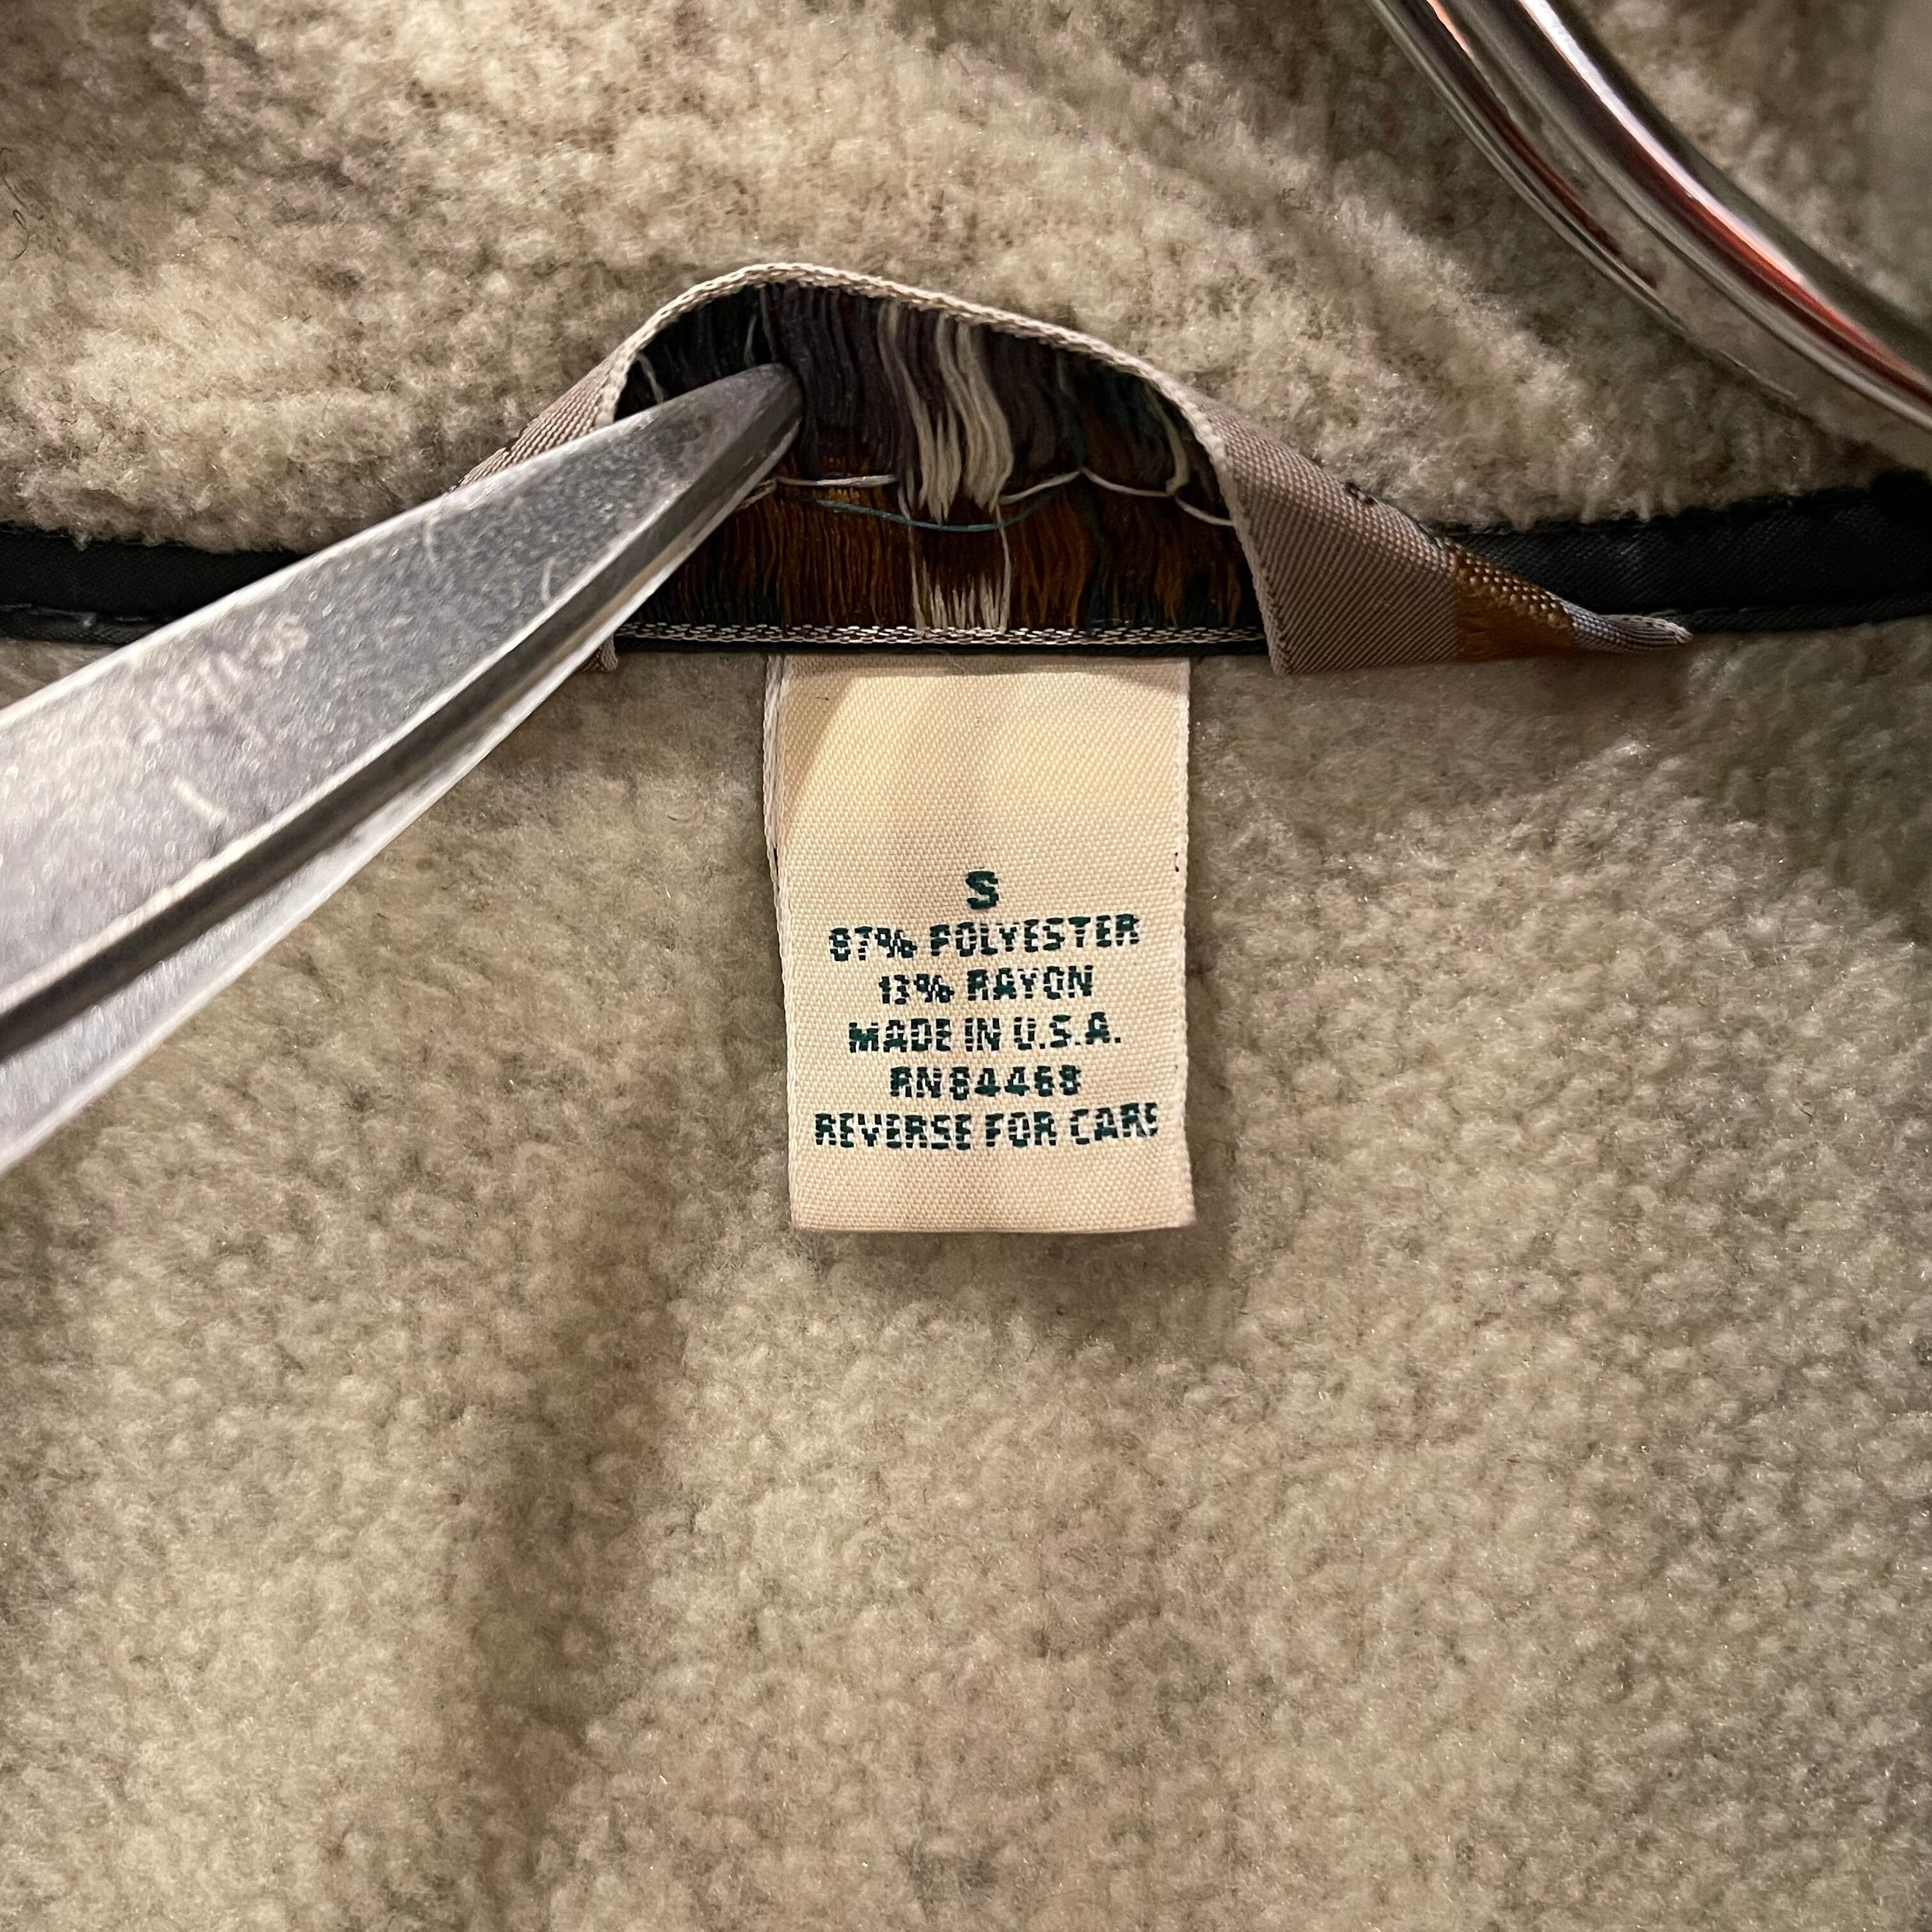 S
87% POLYESTER
13% RAYON
MADE IN U.S.A.
RN84468
REVERSE FOR CARE